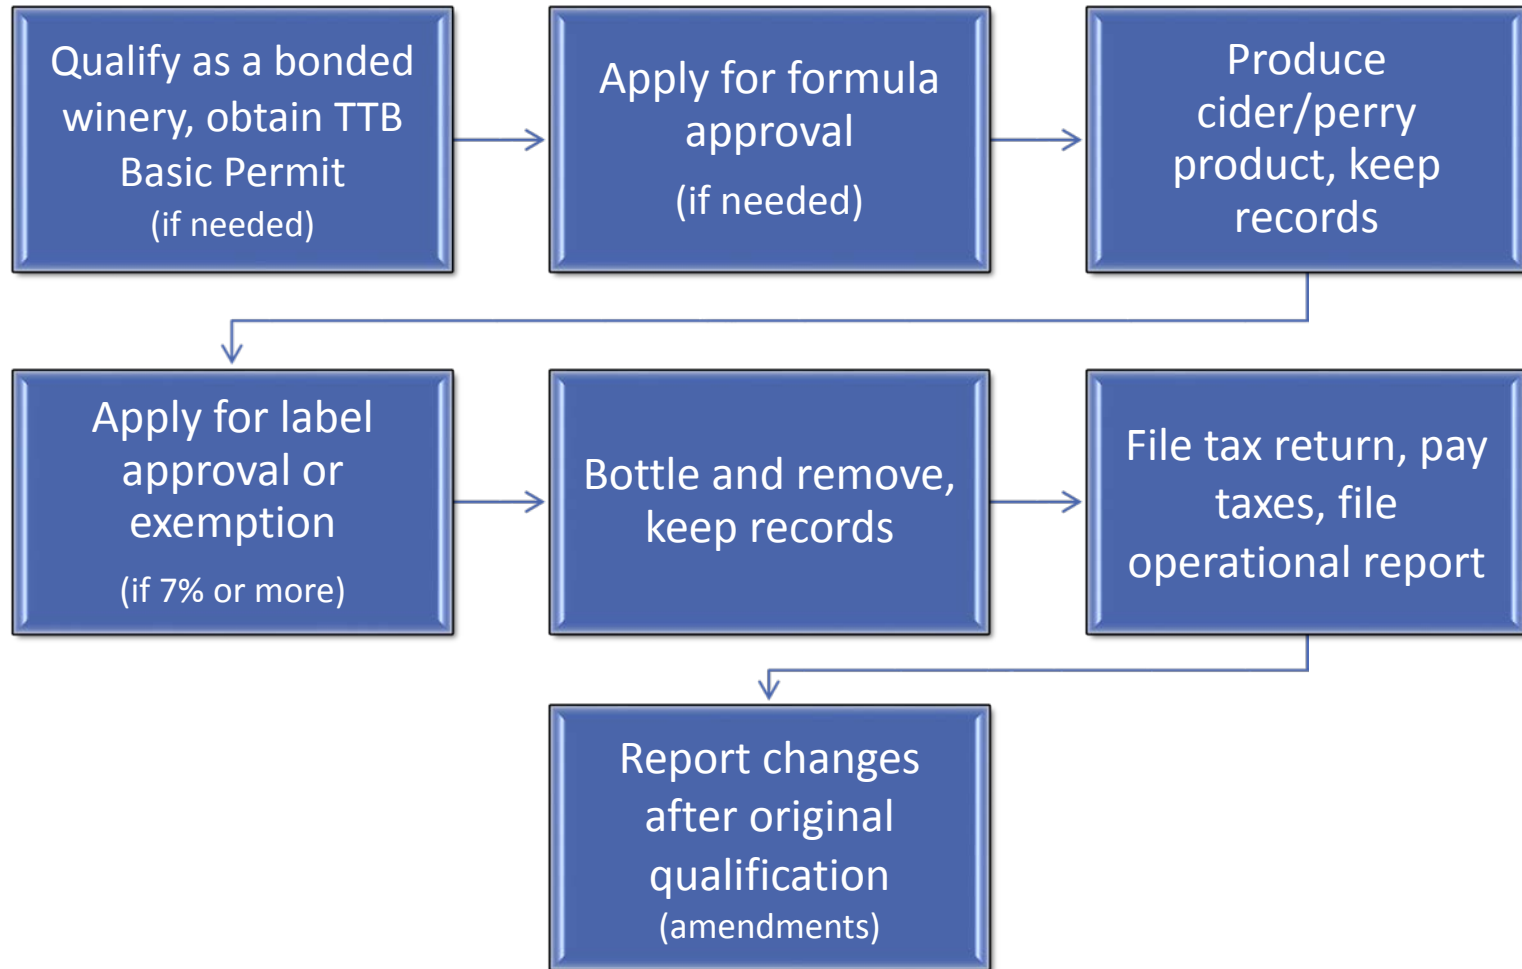 Qualify as a bonded
winery, obtain TTB
Basic Permit
(if needed)
Apply for formula
approval
(if needed)
Produce
cider/perry
product, keep
records
Apply for label
approval or
exemption
(if 7% or more)
Bottle and remove,
keep records
File tax return, pay
taxes, file
operational report
Report changes
after original
qualification
(amendments)